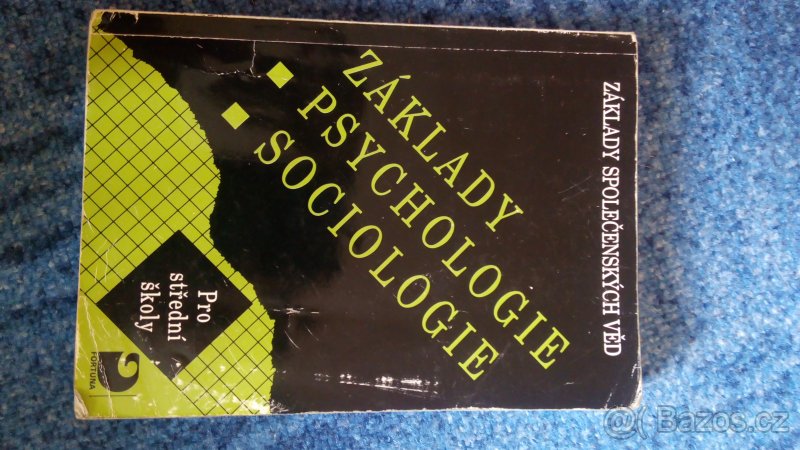 ZÁKLADY SPOLEČENSKÝCH VĚD
ZÁKLADY
PSYCHOLOGIE
SOCIOLOGIE
Pro
střední
školy
FORTUNA
@( Bazos.cz